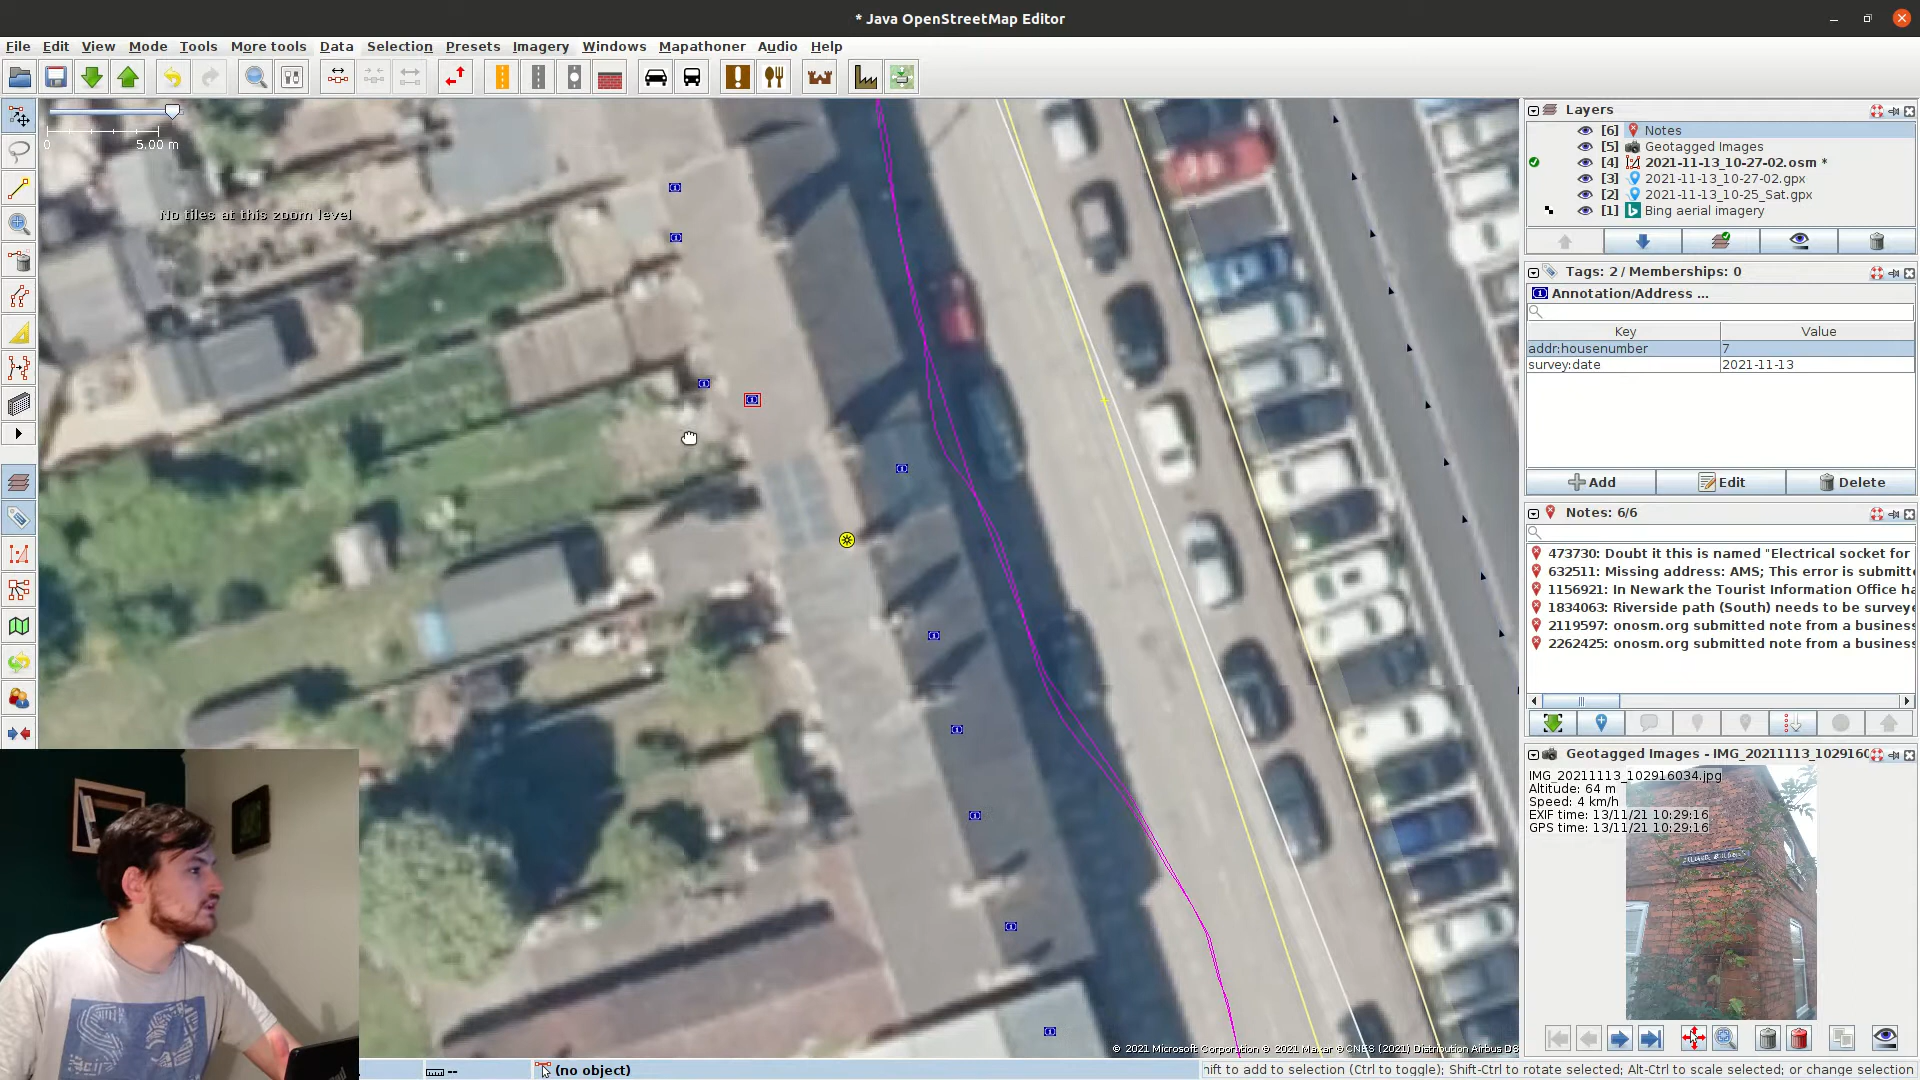 * Java OpenStreetMap Editor
File Edit View Mode Tools More tools Data Selection Presets Imagery Windows Mapathoner Audio Help
0 5.00 m
No tiles at this zoom level
Layers
[6] Notes
[5] Geotagged Images
[4] 2021-11-13_10-27-02.osm *
[3] 2021-11-13_10-27-02.gpx
[2] 2021-11-13_10-25_Sat.gpx
[1] Bing aerial imagery
Tags: 2 / Memberships: 0
Annotation/Address ...
Key Value
addr:housenumber 7
survey:date 2021-11-13
Add Edit Delete
Notes: 6/6
473730: Doubt it this is named "Electrical socket for
632511: Missing address: AMS; This error is submitte
1156921: In Newark the Tourist Information Office ha
1834063: Riverside path (South) needs to be surveye
2119597: onosm.org submitted note from a business
2262425: onosm.org submitted note from a business
Geotagged Images - IMG_20211113_102916
IMG_20211113_102916034.jpg
Altitude: 64 m
Speed: 4 km/h
EXIF time: 13/11/21 10:29:16
GPS time: 13/11/21 10:29:16
© 2021 Microsoft Corporation © 2021 Maxar ©CNES (2021) Distribution Airbus DS
-- (no object) hift to add to selection (Ctrl to toggle); Shift-Ctrl to rotate selected; Alt-Ctrl to scale selected; or change selection